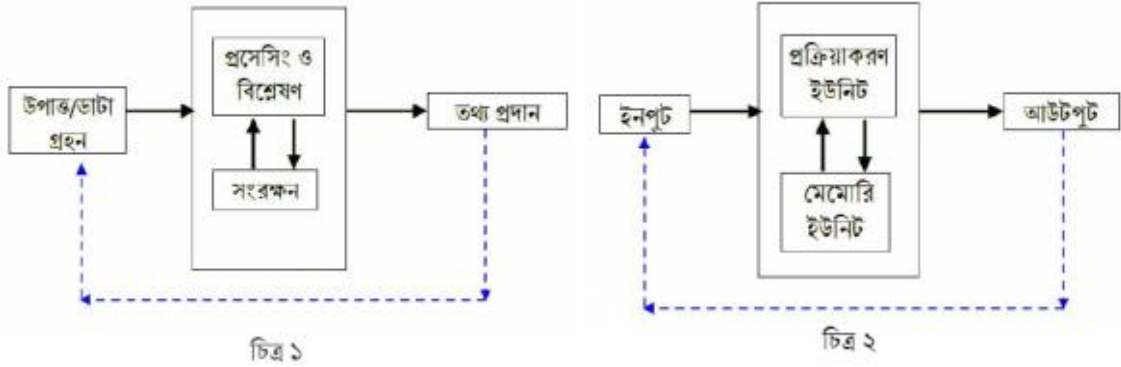 উপাত্ত/ডাটা
গ্রহন
প্রসেসিং ও
বিশ্লেষণ
সংরক্ষন
তথ্য প্রদান
চিত্র ১
ইনপুট
প্রক্রিয়াকরণ
ইউনিট
মেমোরি
ইউনিট
আউটপুট
চিত্র ২